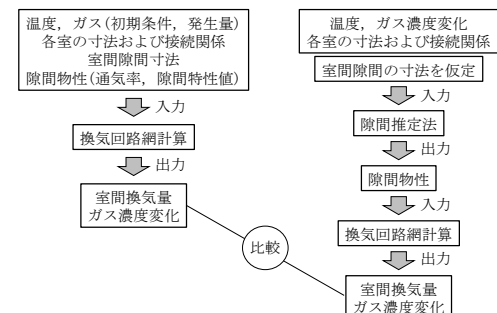 温度，ガス(初期条件，発生量)
各室の寸法および接続関係
室間隙間寸法
隙間物性(通気率，隙間特性値)
入力
換気回路網計算
出力
室間換気量
ガス濃度変化
比較
温度，ガス濃度変化
各室の寸法および接続関係
室間隙間の寸法を仮定
入力
隙間推定法
出力
隙間物性
入力
換気回路網計算
出力
室間換気量
ガス濃度変化